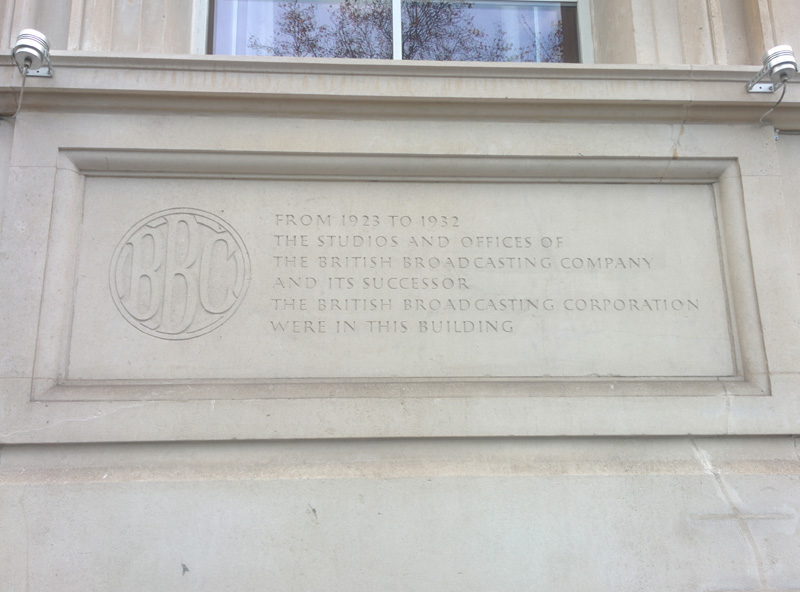 BBC
FROM 1923 TO 1932
THE STUDIOS AND OFFICES OF
THE BRITISH BROADCASTING COMPANY
AND ITS SUCCESSOR
THE BRITISH BROADCASTING CORPORATION
WERE IN THIS BUILDING